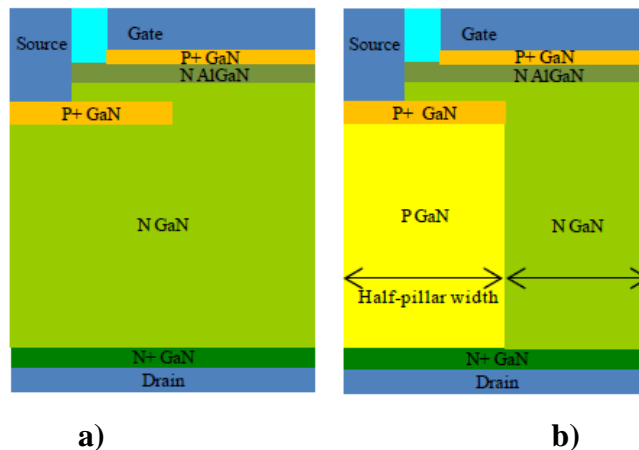 Source
Gate
P+ GaN
N AlGaN
P+ GaN
N GaN
N+ GaN
Drain
a)
Source
Gate
P+ GaN
N AlGaN
P+ GaN
P GaN
N GaN
Half-pillar width
N+ GaN
Drain
b)